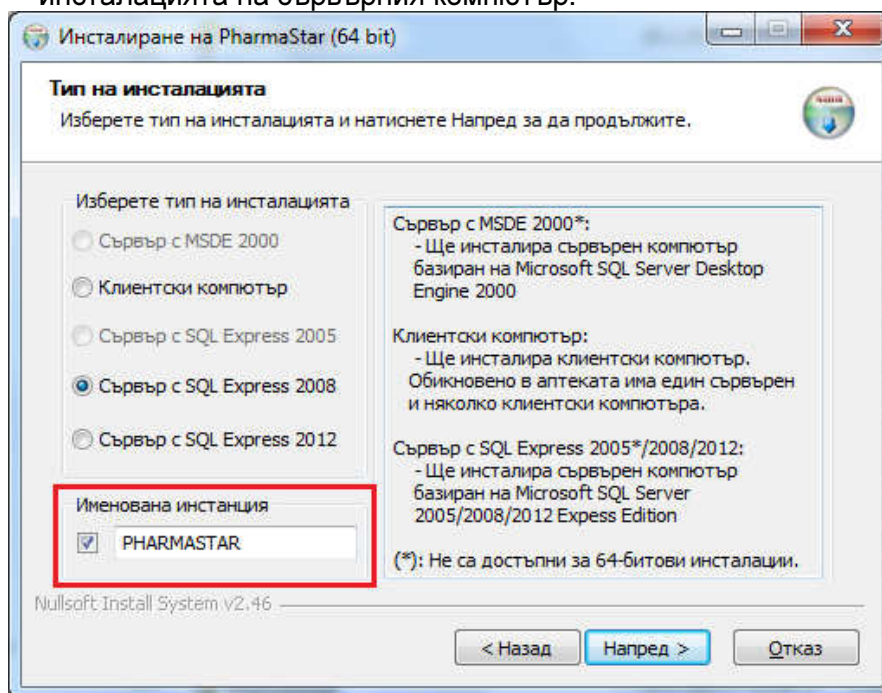 инсталацията на сървърния компютър.
Инсталиране на PharmaStar (64 bit)
Тип на инсталацията
Изберете тип на инсталацията и натиснете Напред за да продължите.
Изберете тип на инсталацията
Сървър с MSDE 2000
Клиентски компютър
Сървър с SQL Express 2005
Сървър с SQL Express 2008
Сървър с SQL Express 2012
Именована инстанция
PHARMASTAR
Сървър с MSDE 2000*:
- Ще инсталира сървърен компютър
базиран на Microsoft SQL Server Desktop
Engine 2000
Клиентски компютър:
- Ще инсталира клиентски компютър.
Обикновено в аптеката има един сървърен
и няколко клиентски компютъра.
Сървър с SQL Express 2005*/2008/2012:
- Ще инсталира сървърен компютър
базиран на Microsoft SQL Server
2005/2008/2012 Expess Edition
(*): Не са достъпни за 64-битови инсталации.
Nullsoft Install System v2.46
< Назад
Напред >
Отказ